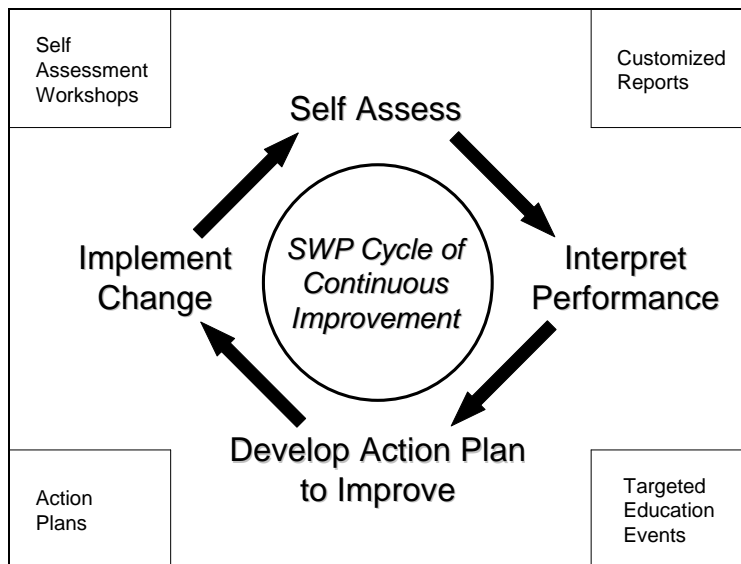 Self
Assessment
Workshops
Customized
Reports
Self Assess
Implement
Change
SWP Cycle of
Continuous
Improvement
Interpret
Performance
Develop Action Plan
to Improve
Action
Plans
Targeted
Education
Events